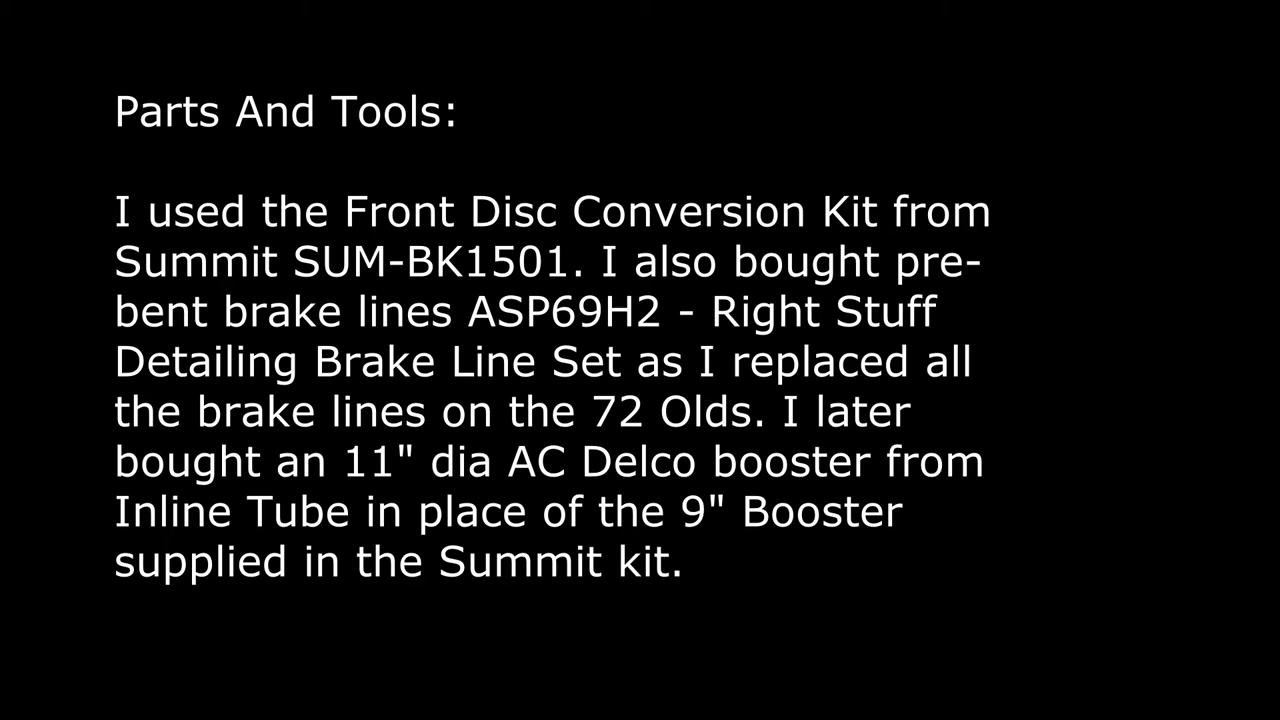 Parts And Tools:
I used the Front Disc Conversion Kit from
Summit SUM-BK1501. I also bought pre-
bent brake lines ASP69H2 - Right Stuff
Detailing Brake Line Set as I replaced all
the brake lines on the 72 Olds. I later
bought an 11" dia AC Delco booster from
Inline Tube in place of the 9" Booster
supplied in the Summit kit.